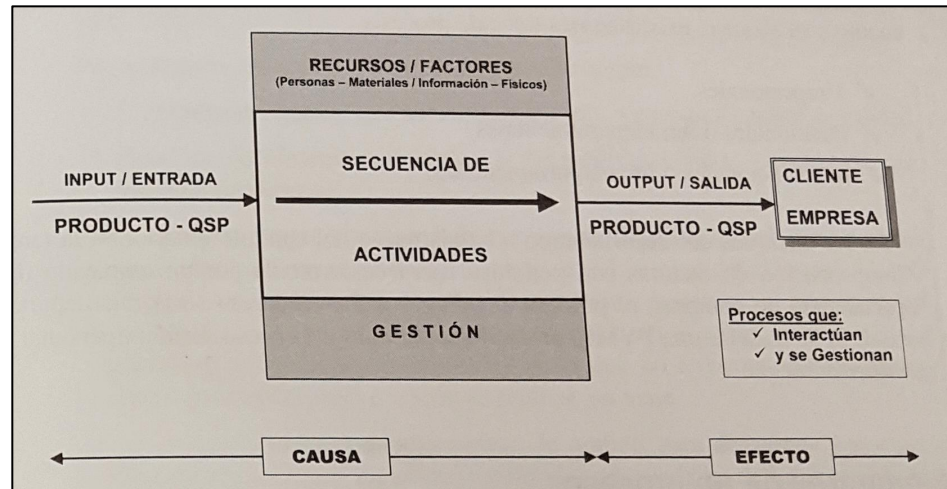 RECURSOS / FACTORES
(Personas – Materiales / Información – Físicos)
INPUT / ENTRADA
PRODUCTO - QSP
SECUENCIA DE
ACTIVIDADES
GESTIÓN
OUTPUT / SALIDA
PRODUCTO - QSP
CLIENTE
EMPRESA
Procesos que:
✓ Interactúan
✓ y se Gestionan
CAUSA
EFECTO